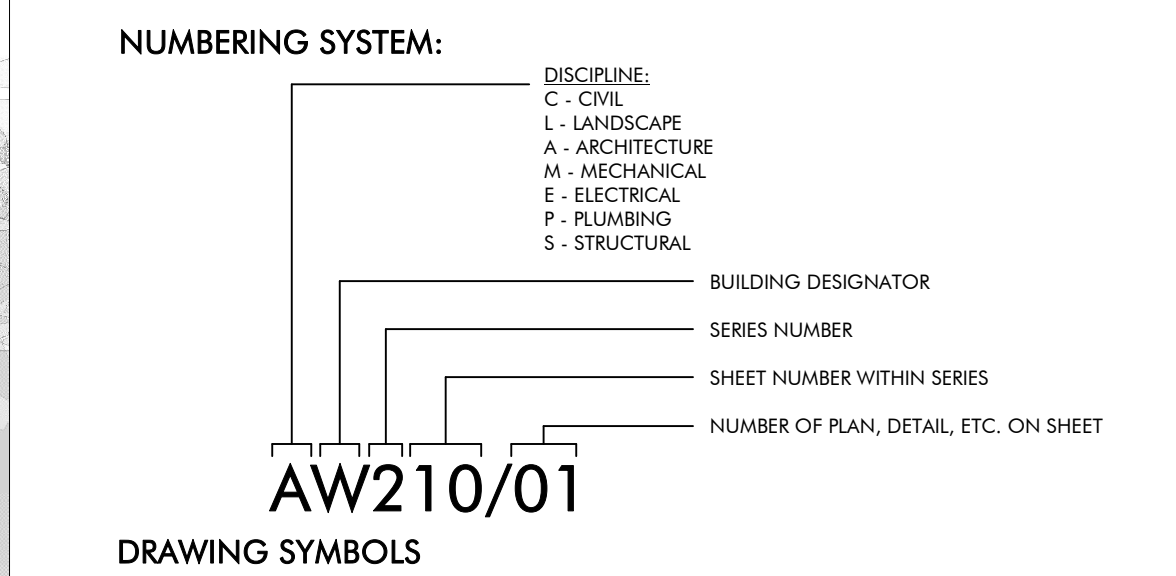 NUMBERING SYSTEM:
DISCIPLINE:
C - CIVIL
L - LANDSCAPE
A - ARCHITECTURE
M - MECHANICAL
E - ELECTRICAL
P - PLUMBING
S - STRUCTURAL
BUILDING DESIGNATOR
SERIES NUMBER
SHEET NUMBER WITHIN SERIES
NUMBER OF PLAN, DETAIL, ETC. ON SHEET
AW210/01
DRAWING SYMBOLS